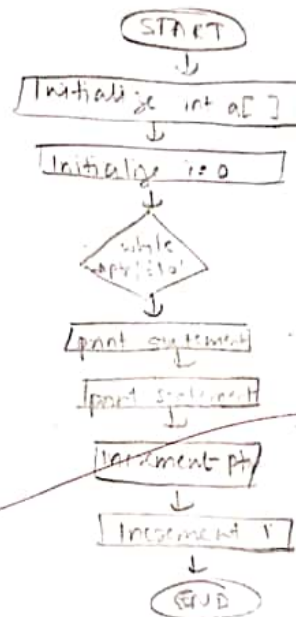 START
Initialize int a[ ]
Initialize i=0
while
print statement
print statement
Increment ptr
Increment i
END